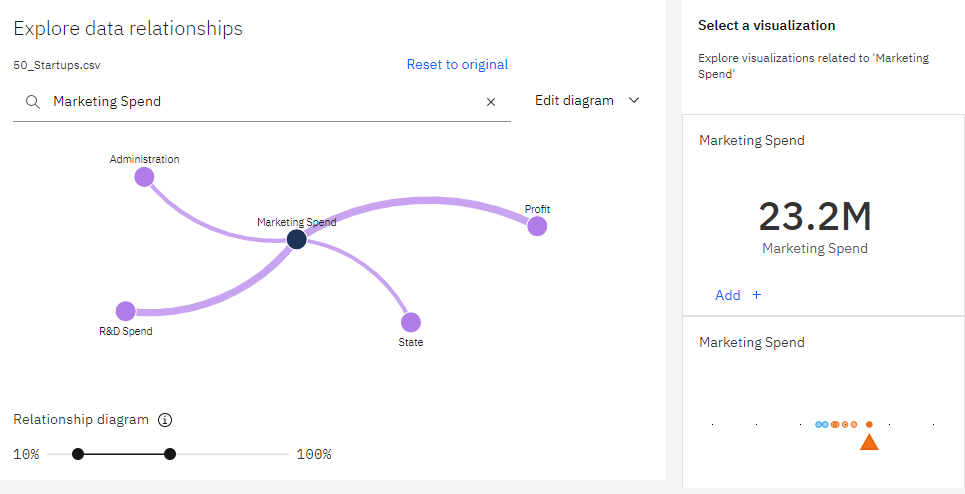 Explore data relationships
50_Startups.csv
Reset to original
Marketing Spend
Edit diagram
Administration
Marketing Spend
Profit
R&D Spend
State
Relationship diagram
10%
100%
Select a visualization
Explore visualizations related to 'Marketing
Spend'
Marketing Spend
23.2M
Marketing Spend
Add +
Marketing Spend